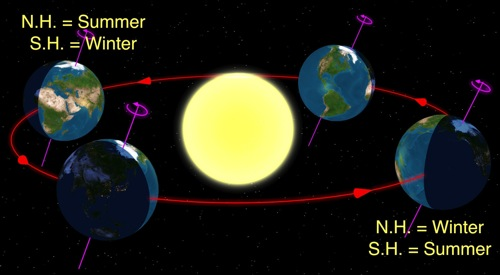 N.H. = Summer
S.H. = Winter
N.H. = Winter
S.H. = Summer